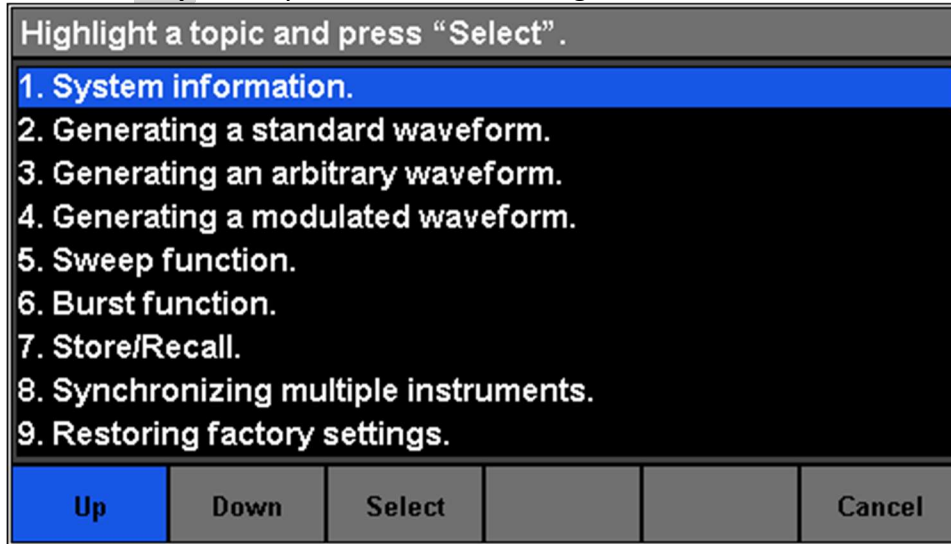 Highlight a topic and press “Select”.
1. System information.
2. Generating a standard waveform.
3. Generating an arbitrary waveform.
4. Generating a modulated waveform.
5. Sweep function.
6. Burst function.
7. Store/Recall.
8. Synchronizing multiple instruments.
9. Restoring factory settings.
Up Down Select Cancel